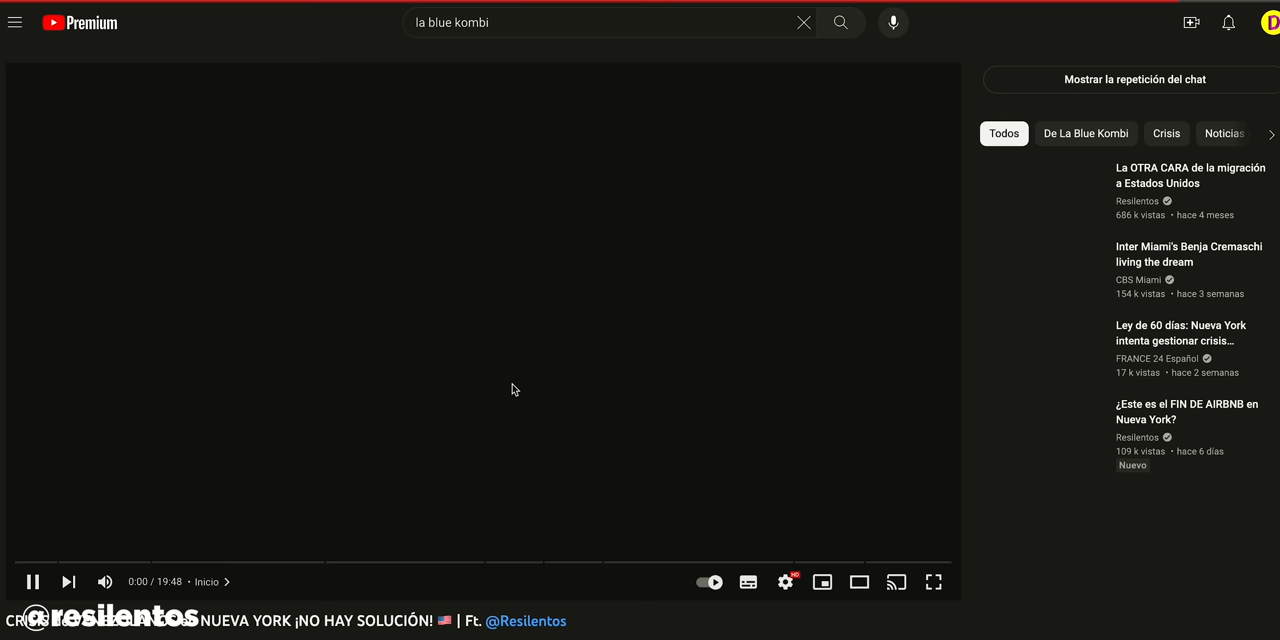 Premium
la blue kombi
D
Mostrar la repetición del chat
Todos
De La Blue Kombi
Crisis
Noticias
La OTRA CARA de la migración
a Estados Unidos
Resilentos
686 k vistas • hace 4 meses
Inter Miami's Benja Cremaschi
living the dream
CBS Miami
154 k vistas • hace 3 semanas
Ley de 60 días: Nueva York
intenta gestionar crisis...
FRANCE 24 Español
17 k vistas • hace 2 semanas
¿Este es el FIN DE AIRBNB en
Nueva York?
Resilentos
109 k vistas • hace 6 días
Nuevo
0:00 / 19:48 • Inicio
HD
@resilentos
NUEVA YORK ¡NO HAY SOLUCIÓN! 🇺🇸 | Ft. @Resilentos